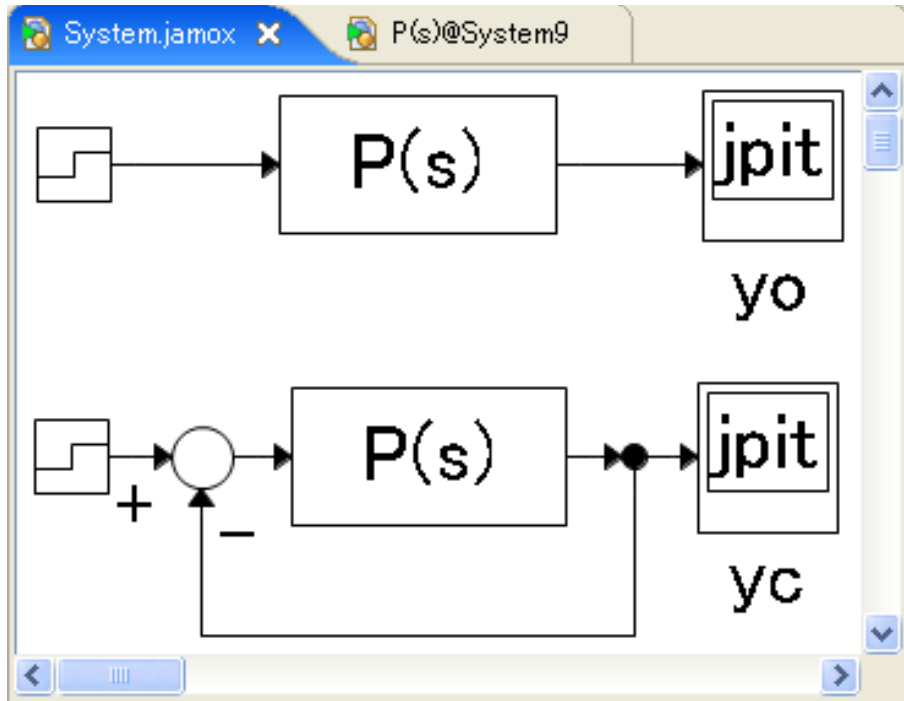 System.jamox
P(s)@System9
P(s)
jpit
yo
P(s)
jpit
+
−
yc